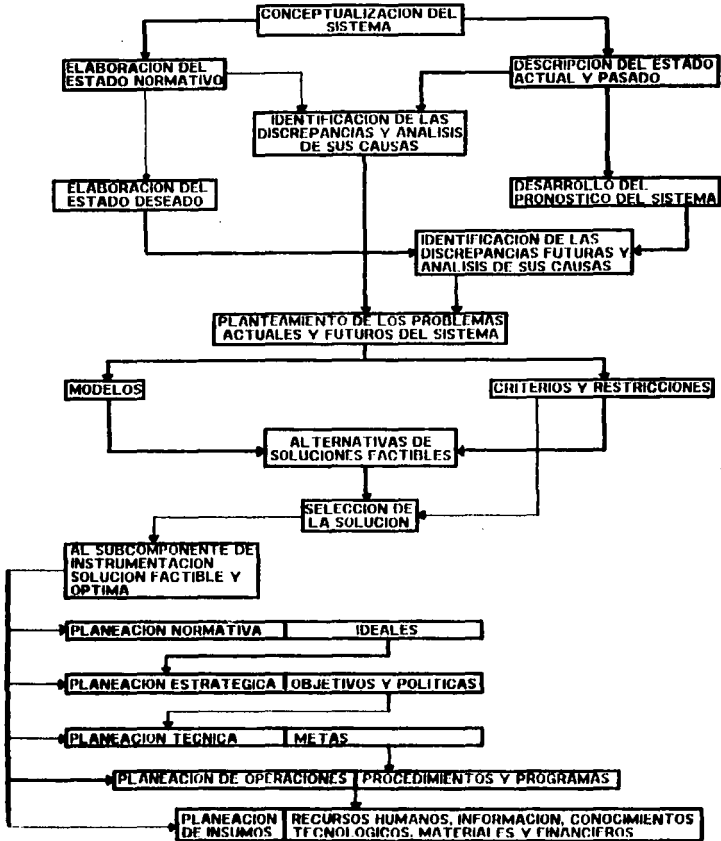 CONCEPTUALIZACION DEL
SISTEMA
ELABORACION DEL
ESTADO NORMATIVO
DESCRIPCION DEL ESTADO
ACTUAL Y PASADO
IDENTIFICACION DE LAS
DISCREPANCIAS Y ANALISIS
DE SUS CAUSAS
ELABORACION DEL
ESTADO DESEADO
DESARROLLO DEL
PRONOSTICO DEL SISTEMA
IDENTIFICACION DE LAS
DISCREPANCIAS FUTURAS Y
ANALISIS DE SUS CAUSAS
PLANTEAMIENTO DE LOS PROBLEMAS
ACTUALES Y FUTUROS DEL SISTEMA
MODELOS
CRITERIOS Y RESTRICCIONES
ALTERNATIVAS DE
SOLUCIONES FACTIBLES
SELECCION DE
LA SOLUCION
AL SUBCOMPONENTE DE
INSTRUMENTACION
SOLUCION FACTIBLE Y
OPTIMA
PLANEACION NORMATIVA IDEALES
PLANEACION ESTRATEGICA OBJETIVOS Y POLITICAS
PLANEACION TECNICA METAS
PLANEACION DE OPERACIONES PROCEDIMIENTOS Y PROGRAMAS
PLANEACION
DE INSUMOS
RECURSOS HUMANOS, INFORMACION, CONOCIMIENTOS
TECNOLOGICOS, MATERIALES Y FINANCIEROS